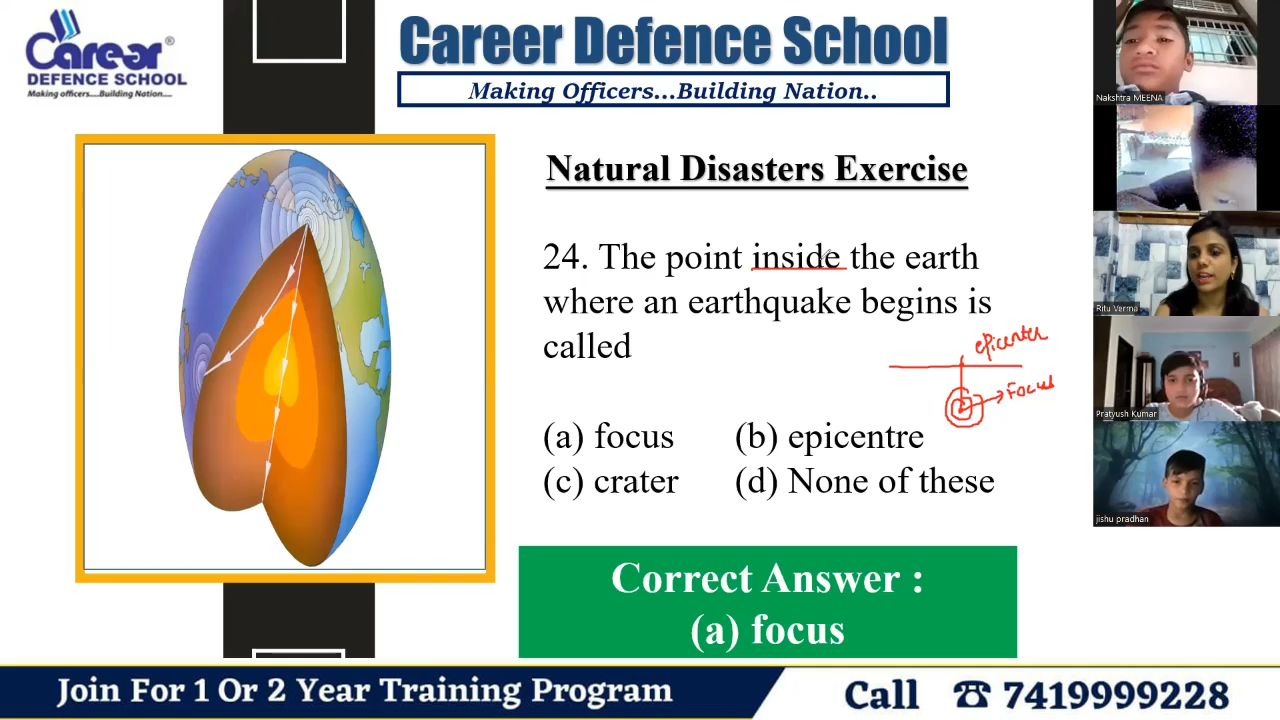 Career
DEFENCE SCHOOL
Making officers....Building Nation....
Career Defence School
Making Officers...Building Nation..
Natural Disasters Exercise
24. The point inside the earth
where an earthquake begins is
called
epicenter
Focus
(a) focus (b) epicentre
(c) crater (d) None of these
Correct Answer :
(a) focus
Nakshtra MEENA
Ritu Verma
Pratyush Kumar
jishu pradhan
Join For 1 Or 2 Year Training Program
Call ☎ 7419999228